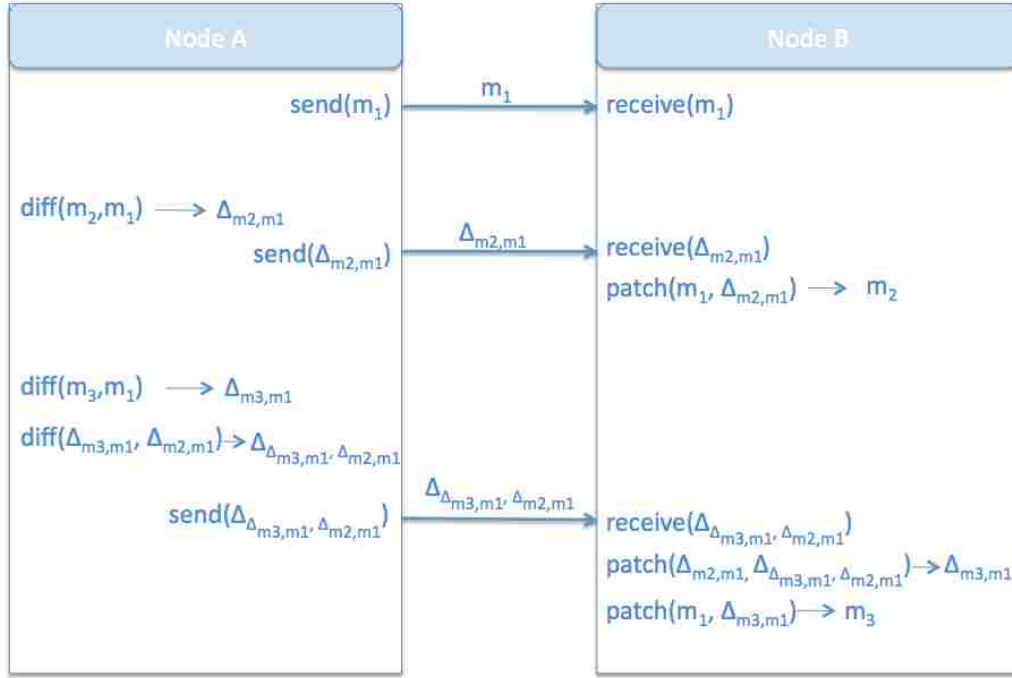 Node A
Node B
send(m₁)
m₁
receive(m₁)
diff(m₂,m₁) → Δm2,m1
send(Δm2,m1)
Δm2,m1
receive(Δm2,m1)
patch(m₁, Δm2,m1) → m₂
diff(m₃,m₁) → Δm3,m1
diff(Δm3,m1, Δm2,m1) → ΔΔm3,m1, Δm2,m1
send(ΔΔm3,m1, Δm2,m1)
ΔΔm3,m1, Δm2,m1
receive(ΔΔm3,m1, Δm2,m1)
patch(Δm2,m1, ΔΔm3,m1, Δm2,m1) → Δm3,m1
patch(m₁, Δm3,m1) → m₃